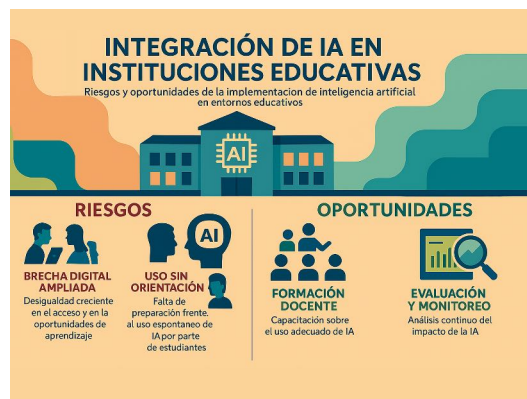 INTEGRACIÓN DE IA EN
INSTITUCIONES EDUCATIVAS
Riesgos y oportunidades de la implementacion de inteligencia artificial
en entornos educativos
AI
RIESGOS
AI
BRECHA DIGITAL
AMPLIADA
Desigualdad creciente
en el acceso y en la
oportunidades de
aprendizaje
USO SIN
ORIENTACIÓN
Falta de
preparación frente.
al uso espontaneo de
IA por parte
de estudiantes
OPORTUNIDADES
FORMACIÓN
DOCENTE
Capacitación sobre
el uso adecuado de IA
EVALUACIÓN
Y MONITOREO
Análisis continuo del
impacto de la IA